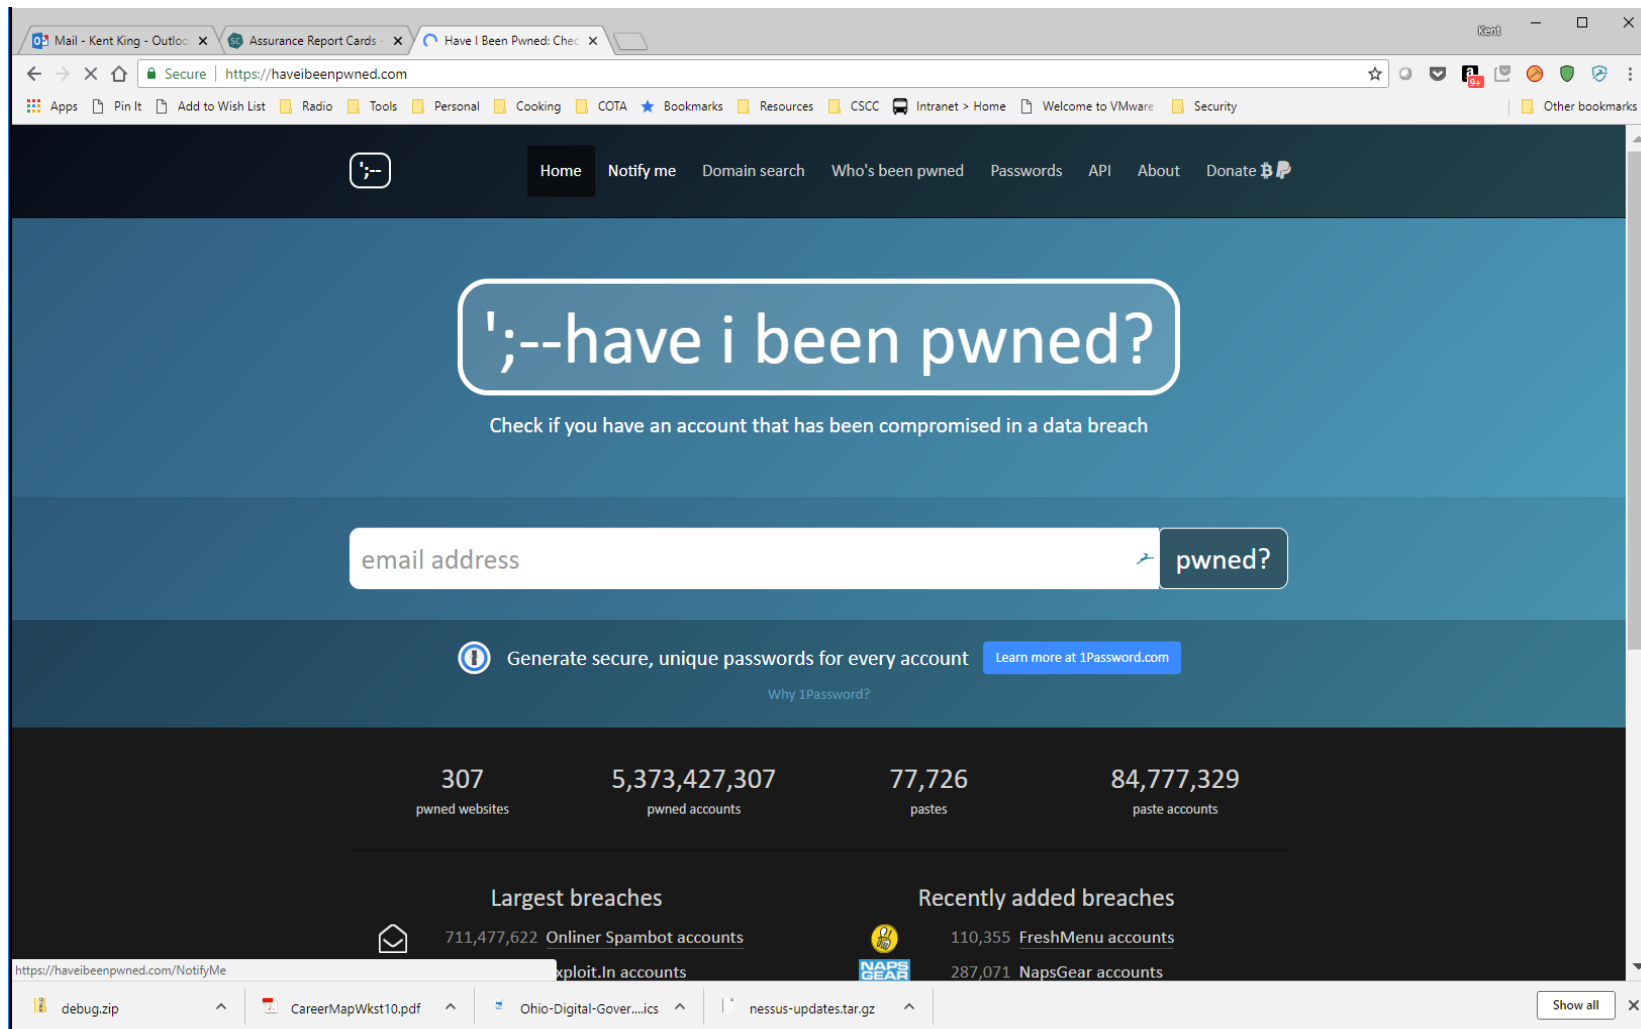 Mail - Kent King - Outloo
Assurance Report Cards -
Have I Been Pwned: Chec
Kent
Secure
https://haveibeenpwned.com
9+
Apps
Pin It
Add to Wish List
Radio
Tools
Personal
Cooking
COTA
Bookmarks
Resources
CSCC
Intranet > Home
Welcome to VMware
Security
Other bookmarks
';--
Home
Notify me
Domain search
Who's been pwned
Passwords
API
About
Donate
';--have i been pwned?
Check if you have an account that has been compromised in a data breach
email address
pwned?
Generate secure, unique passwords for every account
Learn more at 1Password.com
Why 1Password?
307
5,373,427,307
77,726
84,777,329
pwned websites
pwned accounts
pastes
paste accounts
Largest breaches
Recently added breaches
711,477,622 Onliner Spambot accounts
110,355 FreshMenu accounts
xploit.In accounts
NAPS
GEAR
287,071 NapsGear accounts
https://haveibeenpwned.com/NotifyMe
debug.zip
CareerMapWkst10.pdf
Ohio-Digital-Gover....ics
nessus-updates.tar.gz
Show all